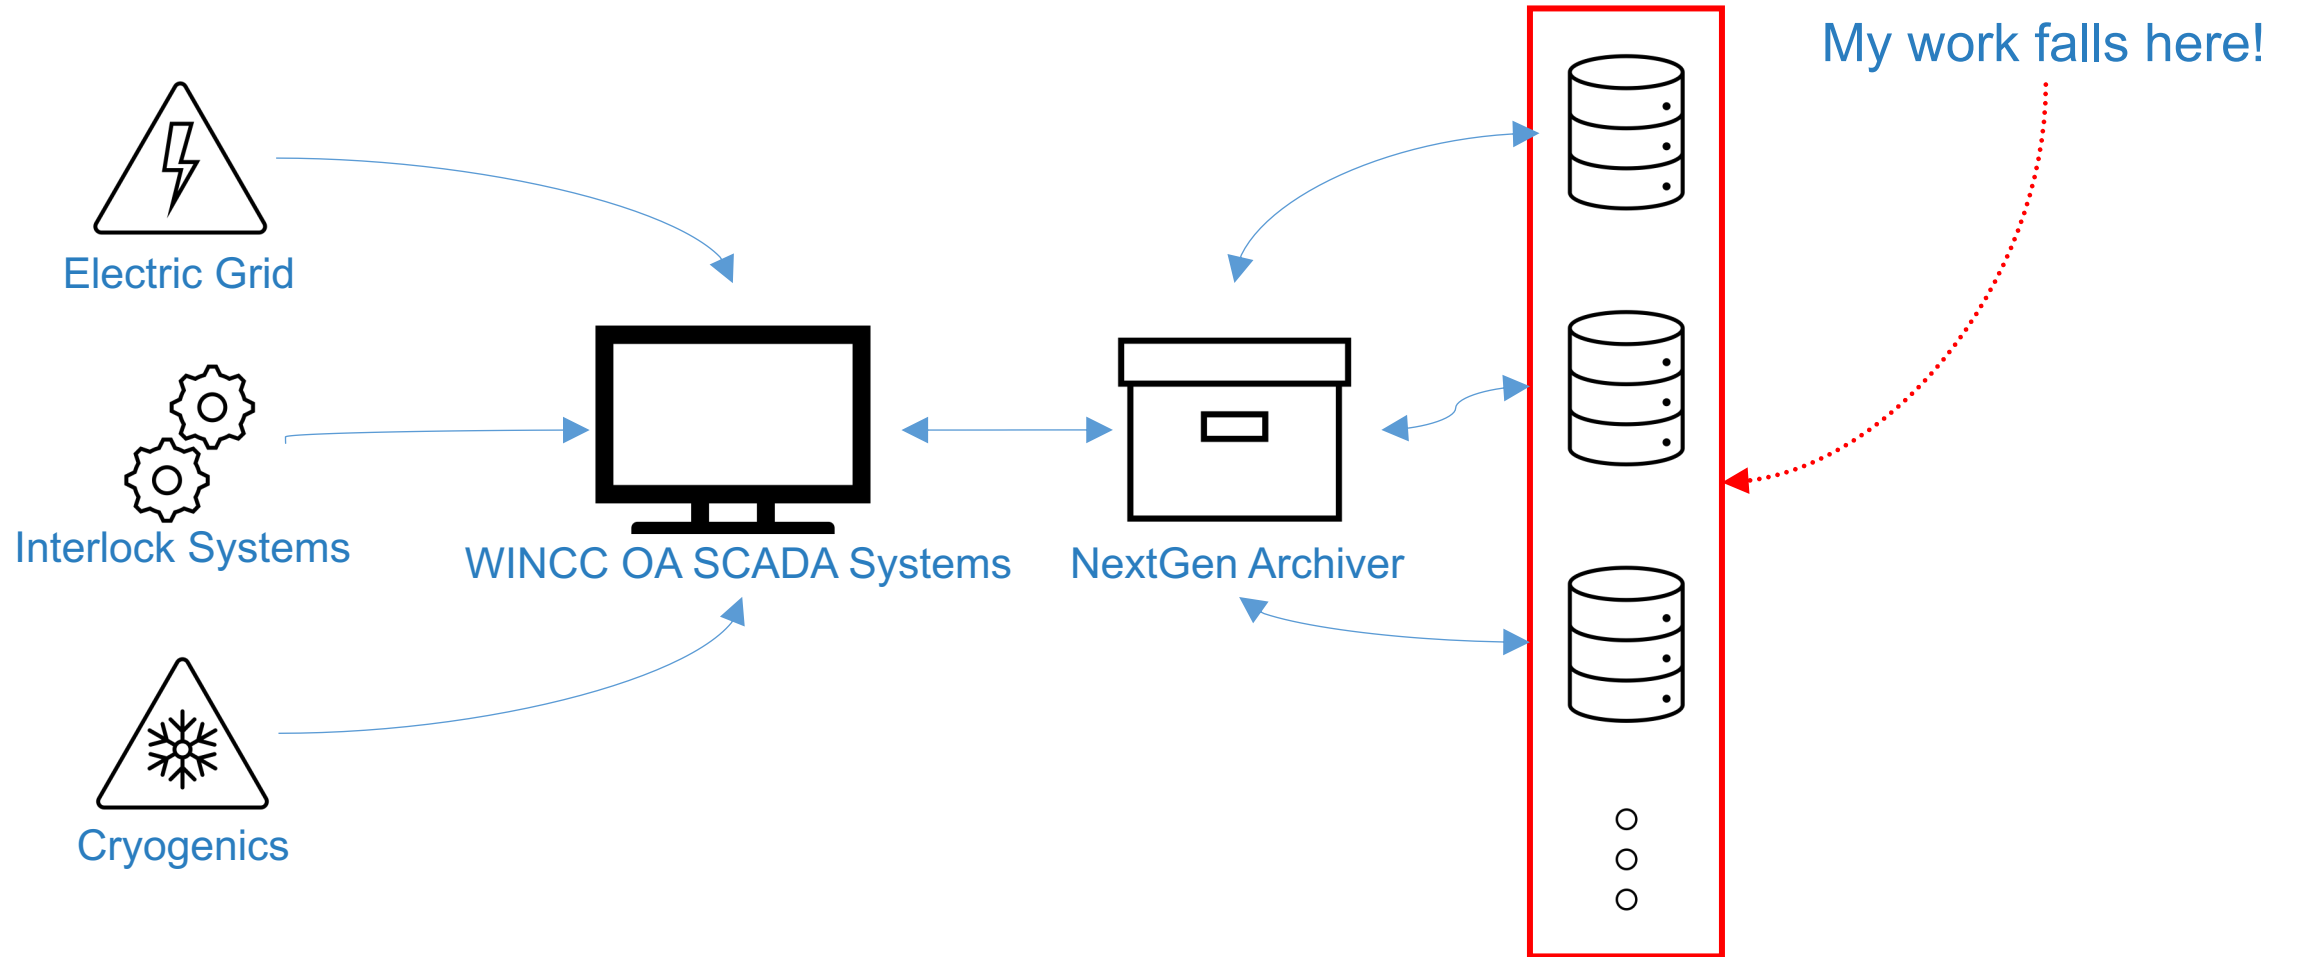 My work falls here!
Electric Grid
Interlock Systems
WINCC OA SCADA Systems
NextGen Archiver
Cryogenics